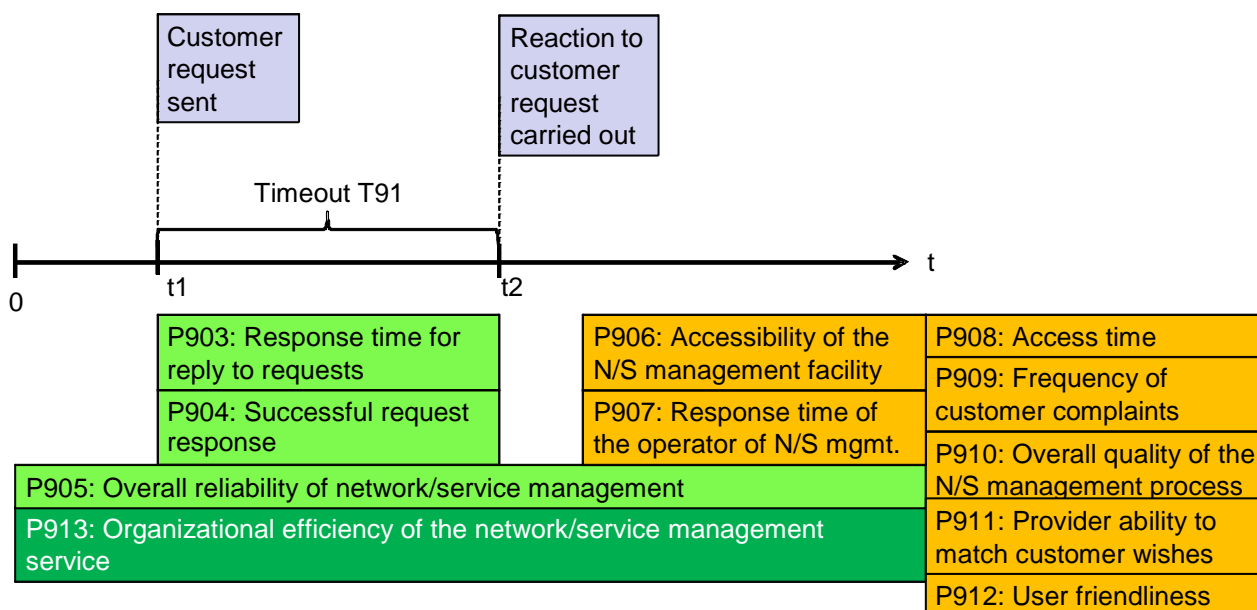 Customer
request
sent
Reaction to
customer
request
carried out
Timeout T91
t
0
t1
t2
P903: Response time for
reply to requests
P904: Successful request
response
P905: Overall reliability of network/service management
P913: Organizational efficiency of the network/service management
service
P906: Accessibility of the
N/S management facility
P907: Response time of
the operator of N/S mgmt.
P908: Access time
P909: Frequency of
customer complaints
P910: Overall quality of the
N/S management process
P911: Provider ability to
match customer wishes
P912: User friendliness